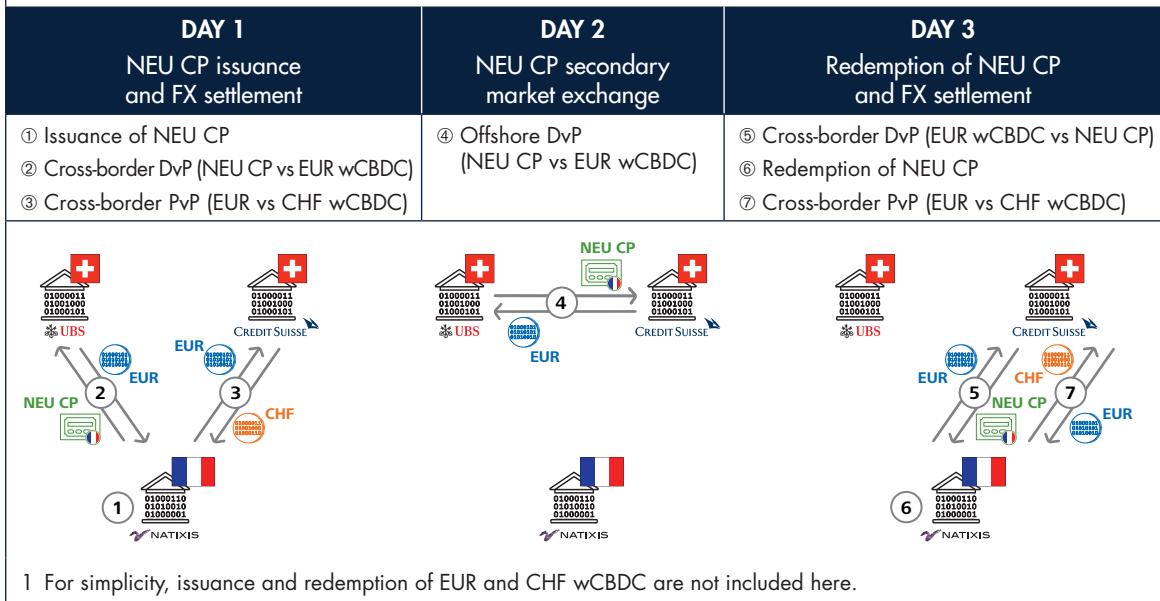 DAY 1
NEU CP issuance
and FX settlement
DAY 2
NEU CP secondary
market exchange
DAY 3
Redemption of NEU CP
and FX settlement
① Issuance of NEU CP
② Cross-border DvP (NEU CP vs EUR wCBDC)
③ Cross-border PvP (EUR vs CHF wCBDC)
④ Offshore DvP
(NEU CP vs EUR wCBDC)
⑤ Cross-border DvP (EUR wCBDC vs NEU CP)
⑥ Redemption of NEU CP
⑦ Cross-border PvP (EUR vs CHF wCBDC)
01000011
01001000
01000101
UBS
01000011
01001000
01000101
CREDIT SUISSE
EUR
EUR
2
3
NEU CP
CHF
1
01000110
01010010
01000001
NATIXIS
NEU CP
01000011
01001000
01000101
UBS
4
01000011
01001000
01000101
CREDIT SUISSE
EUR
01000110
01010010
01000001
NATIXIS
01000011
01001000
01000101
UBS
01000011
01001000
01000101
CREDIT SUISSE
EUR
CHF
5
7
NEU CP
EUR
6
01000110
01010010
01000001
NATIXIS
1 For simplicity, issuance and redemption of EUR and CHF wCBDC are not included here.